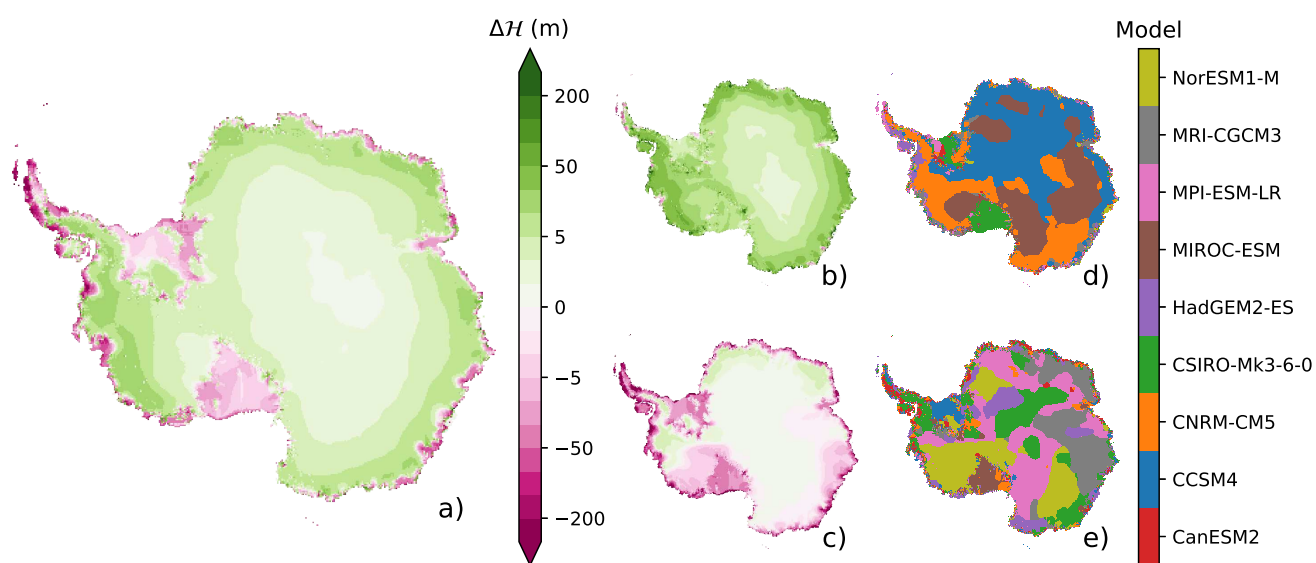 Δℋ (m)
200
50
5
0
−5
−50
−200
a)
b)
c)
d)
e)
Model
NorESM1-M
MRI-CGCM3
MPI-ESM-LR
MIROC-ESM
HadGEM2-ES
CSIRO-Mk3-6-0
CNRM-CM5
CCSM4
CanESM2